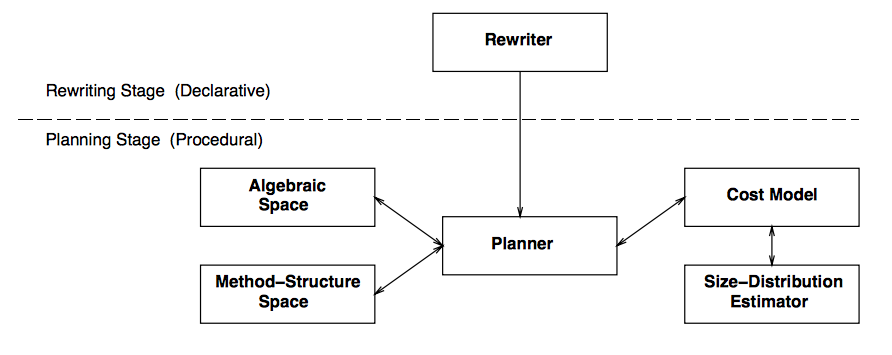 Rewriter
Rewriting Stage (Declarative)
Planning Stage (Procedural)
Algebraic
Space
Cost Model
Planner
Method–Structure
Space
Size–Distribution
Estimator